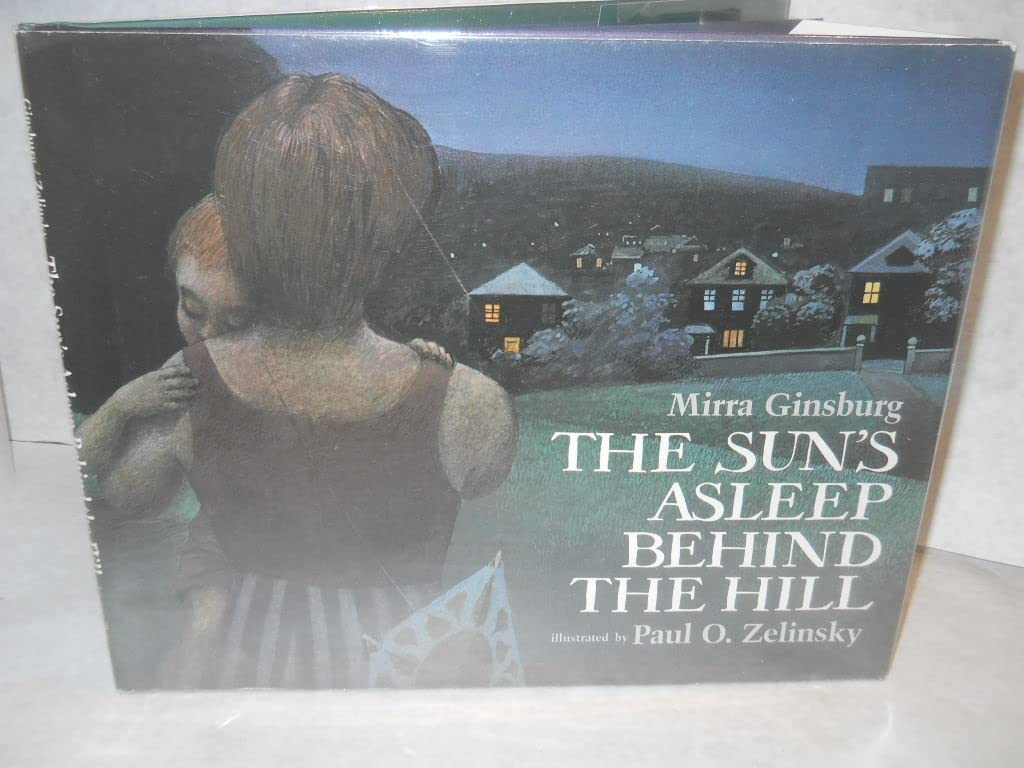 Mirra Ginsburg
THE SUN'S
ASLEEP
BEHIND
THE HILL
illustrated by Paul O. Zelinsky